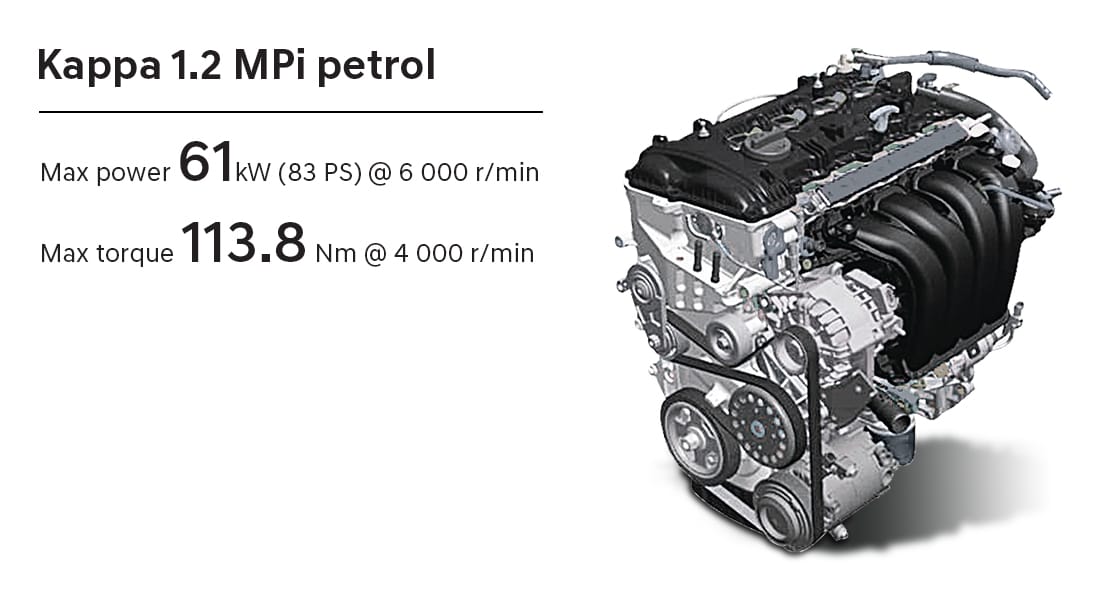 Kappa 1.2 MPi petrol
Max power 61kW (83 PS) @ 6 000 r/min
Max torque 113.8 Nm @ 4 000 r/min